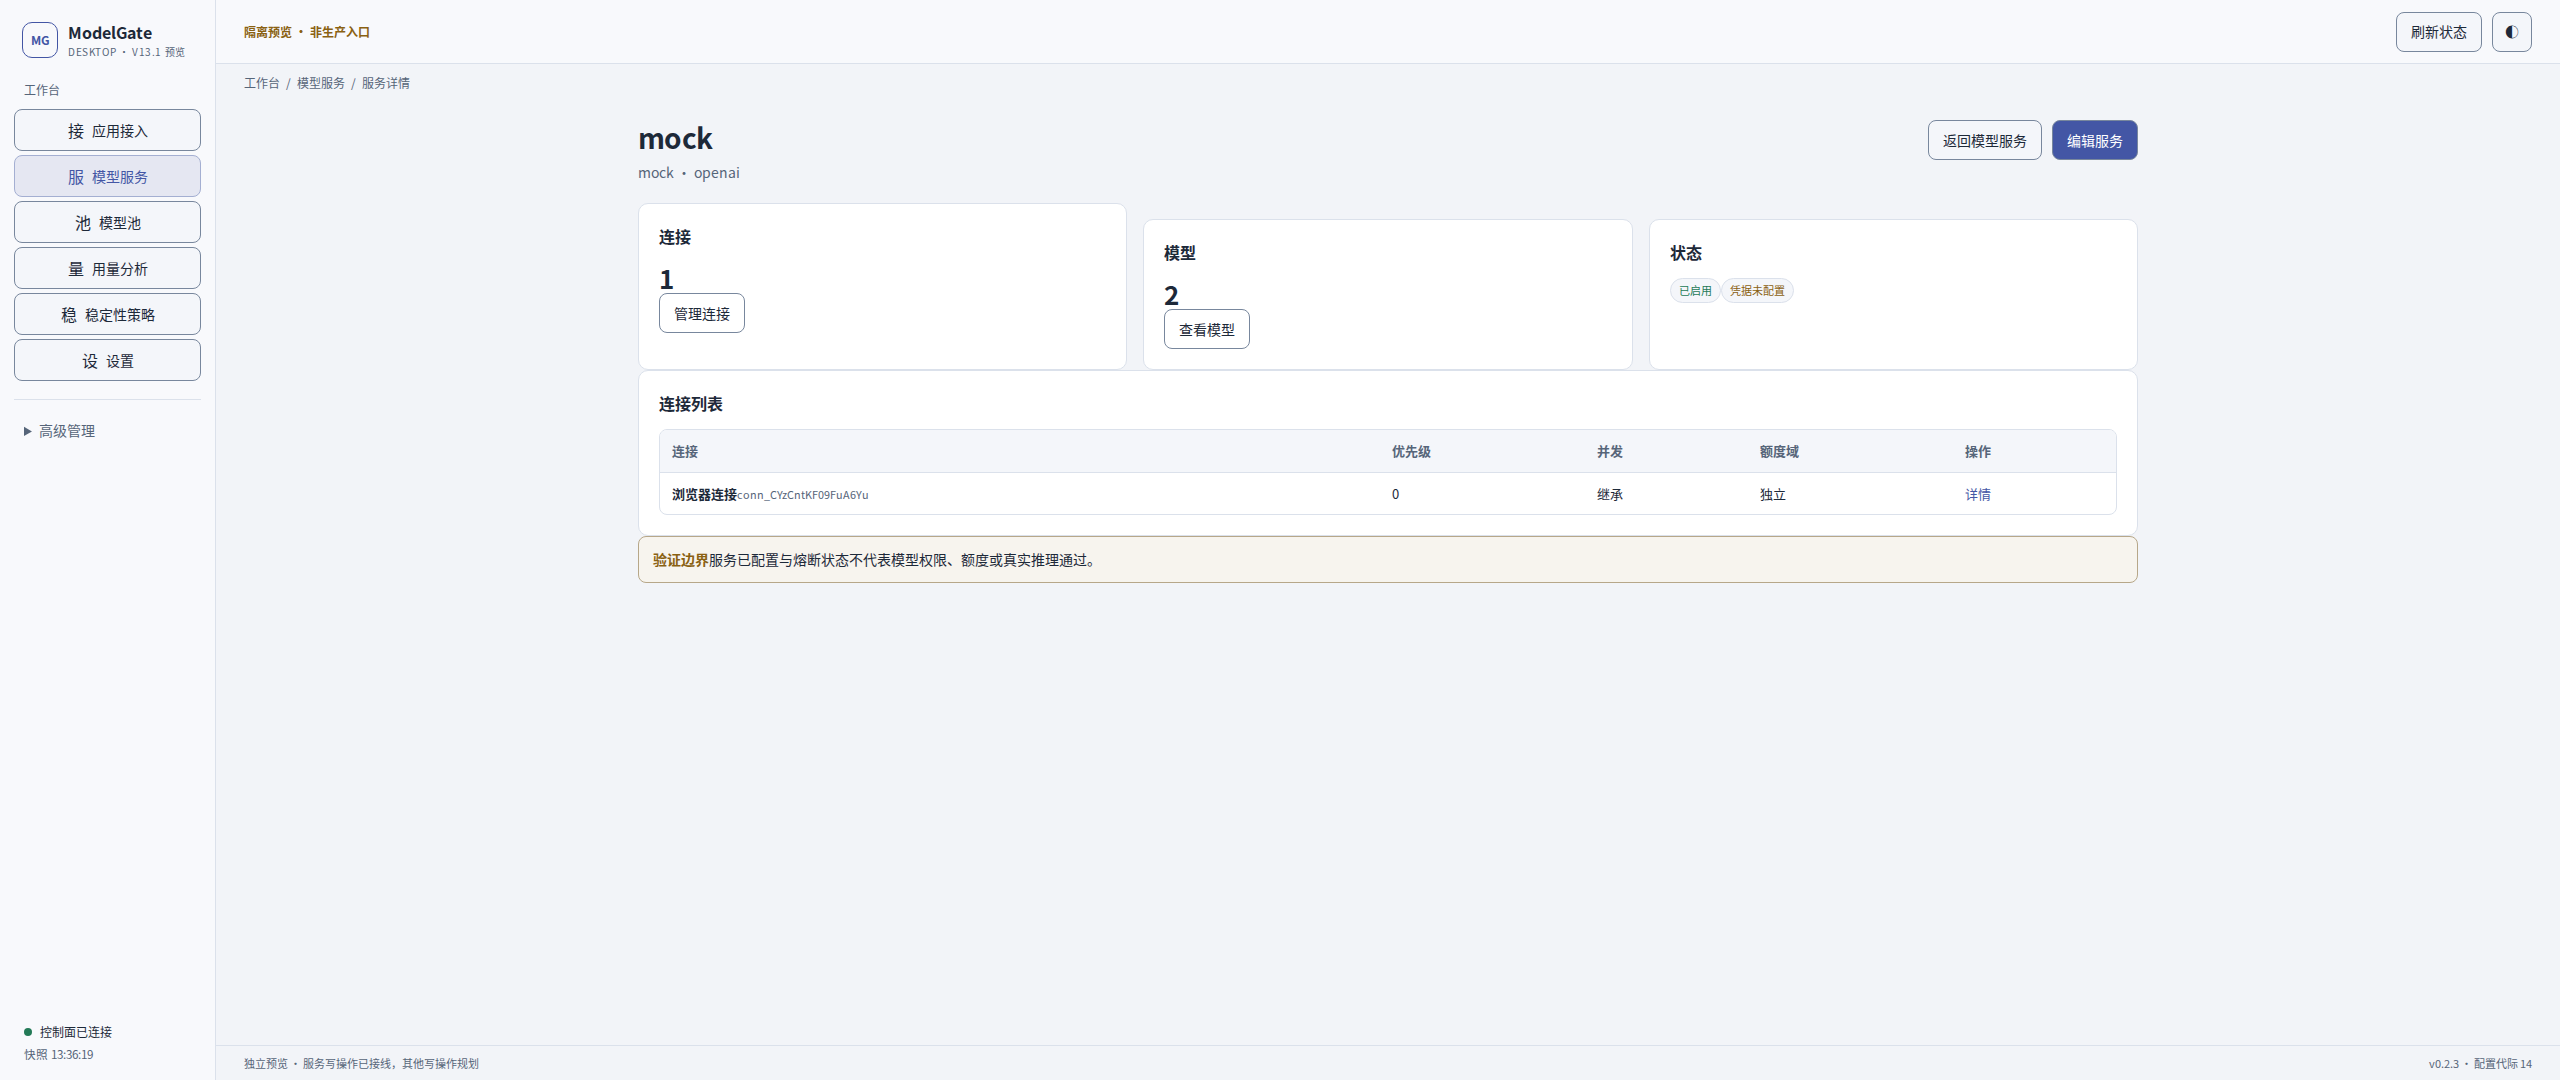 MG
ModelGate
DESKTOP · V13.1 预览
工作台
接 应用接入
服 模型服务
池 模型池
量 用量分析
稳 稳定性策略
设 设置
▶ 高级管理
控制面已连接
快照 13:36:19
隔离预览 · 非生产入口
刷新状态
工作台 / 模型服务 / 服务详情
mock
mock · openai
返回模型服务
编辑服务
连接
1
管理连接
模型
2
查看模型
状态
已启用 凭据未配置
连接列表
连接 优先级 并发 额度域 操作
浏览器连接conn_CYzCntKF09FuA6Yu 0 继承 独立 详情
验证边界服务已配置与熔断状态不代表模型权限、额度或真实推理通过。
独立预览 · 服务写操作已接线，其他写操作规划
v0.2.3 · 配置代际 14